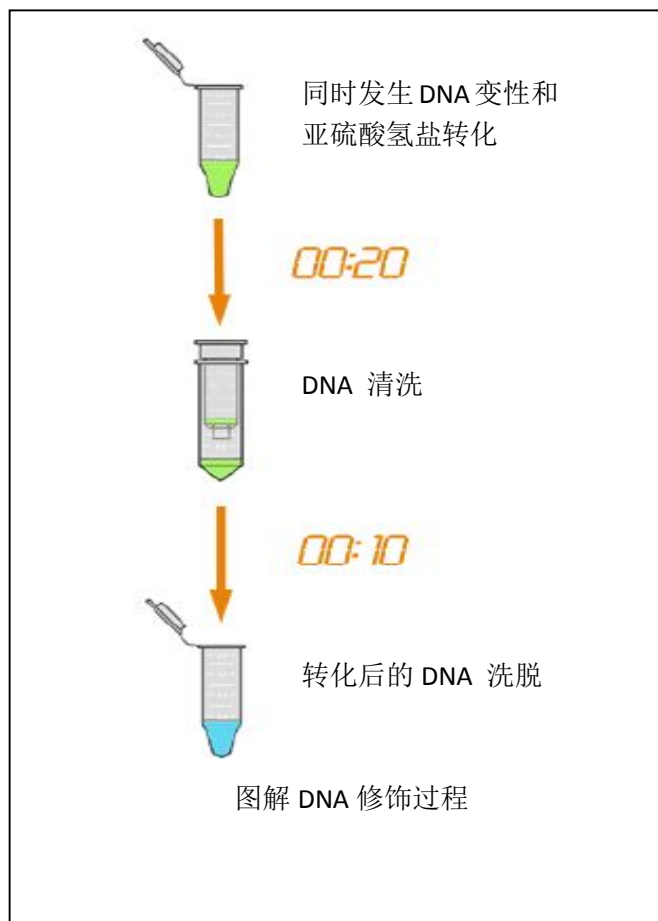 同时发生 DNA 变性和
亚硫酸氢盐转化
00:20
DNA 清洗
00:10
转化后的 DNA 洗脱
图解 DNA 修饰过程